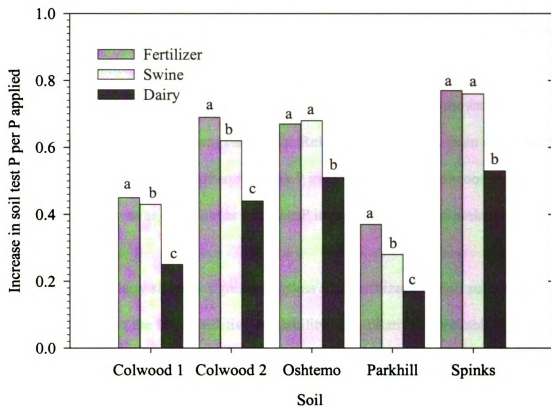 1.0
0.8
0.6
0.4
0.2
0.0
Increase in soil test P per P applied
Fertilizer
Swine
Dairy
a b c
a b c
a a b
a b c
a a b
Colwood 1 Colwood 2 Oshtemo Parkhill Spinks
Soil